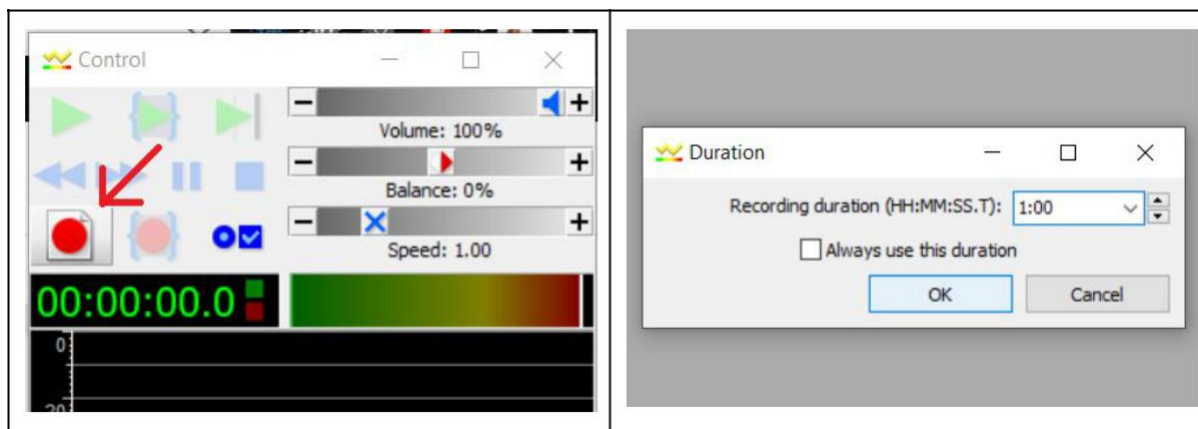 Control
Volume: 100%
Balance: 0%
Speed: 1.00
00:00:00.0
0
20
Duration
Recording duration (HH:MM:SS.T): 1:00
Always use this duration
OK
Cancel